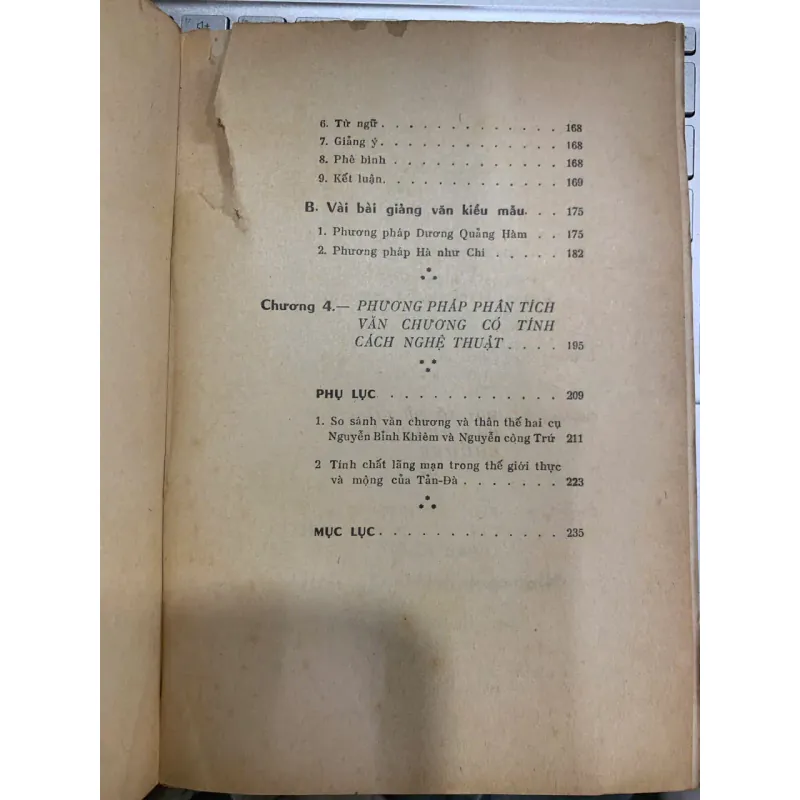 6. Từ ngữ . . . . . . . . . . . . . 168
7. Giảng ý . . . . . . . . . . . . . 168
8. Phê bình . . . . . . . . . . . . 168
9. Kết luận . . . . . . . . . . . . . 169
B. Vài bài giảng văn kiểu mẫu . . . 175
1. Phương pháp Dương Quảng Hàm . . 175
2. Phương pháp Hà như Chi . . . . . 182
Chương 4.— PHƯƠNG PHÁP PHÂN TÍCH
VĂN CHƯƠNG CÓ TÍNH
CÁCH NGHỆ THUẬT . . . . 195
PHỤ LỤC . . . . . . . . . . . . 209
1. So sánh văn chương và thân thế hai cụ
Nguyễn Bỉnh Khiêm và Nguyễn công Trứ 211
2 Tính chất lãng mạn trong thế giới thực
và mộng của Tản-Đà . . . . . . . 223
MỤC LỤC . . . . . . . . . . . . 235